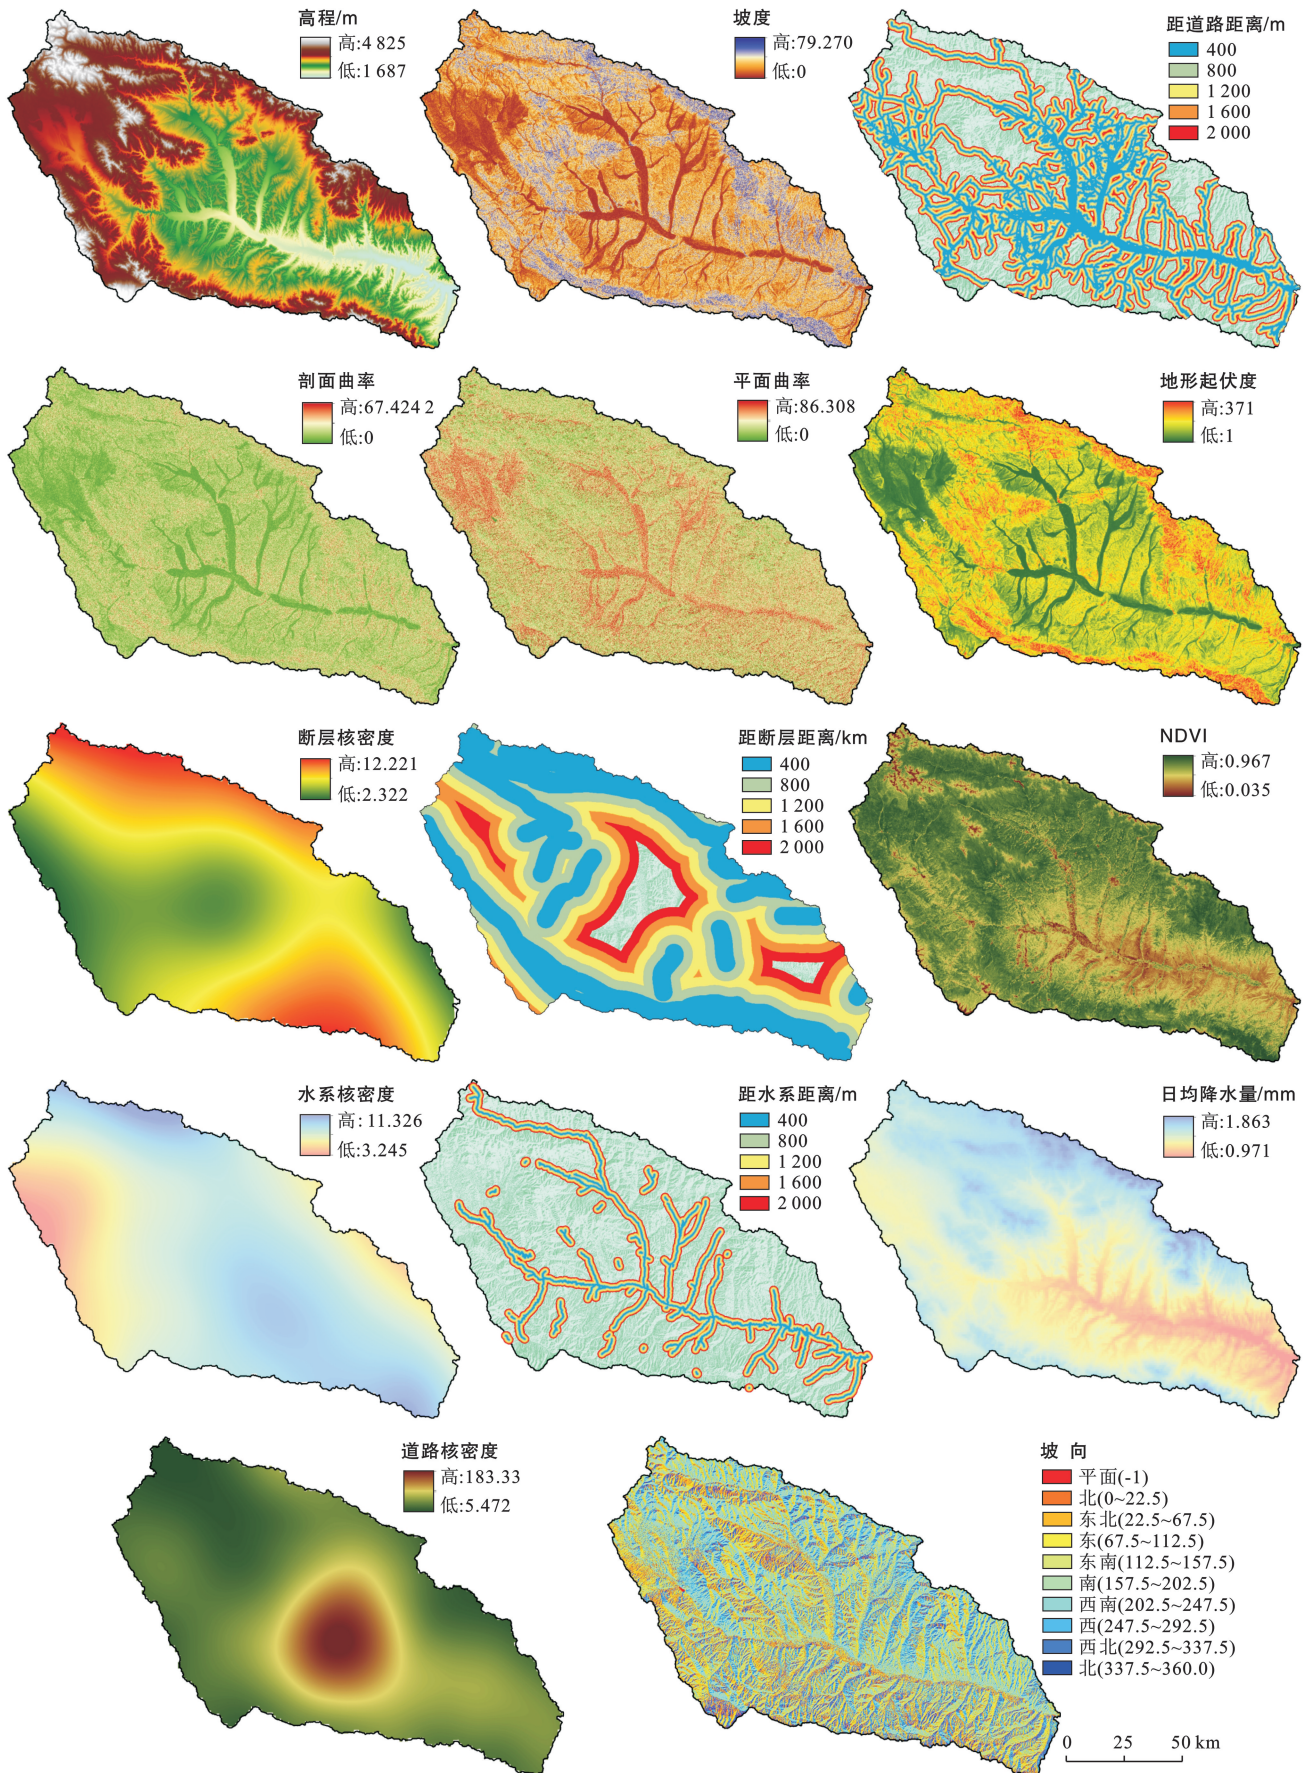 高程/m
高:4 825
低:1 687
坡度
高:79.270
低:0
距道路距离/m
400
800
1 200
1 600
2 000
剖面曲率
高:67.424 2
低:0
平面曲率
高:86.308
低:0
地形起伏度
高:371
低:1
断层核密度
高:12.221
低:2.322
距断层距离/km
400
800
1 200
1 600
2 000
NDVI
高:0.967
低:0.035
水系核密度
高: 11.326
低:3.245
距水系距离/m
400
800
1 200
1 600
2 000
日均降水量/mm
高:1.863
低:0.971
道路核密度
高:183.33
低:5.472
坡 向
平面(-1)
北(0~22.5)
东北(22.5~67.5)
东(67.5~112.5)
东南(112.5~157.5)
南(157.5~202.5)
西南(202.5~247.5)
西(247.5~292.5)
西北(292.5~337.5)
北(337.5~360.0)
0 25 50 km